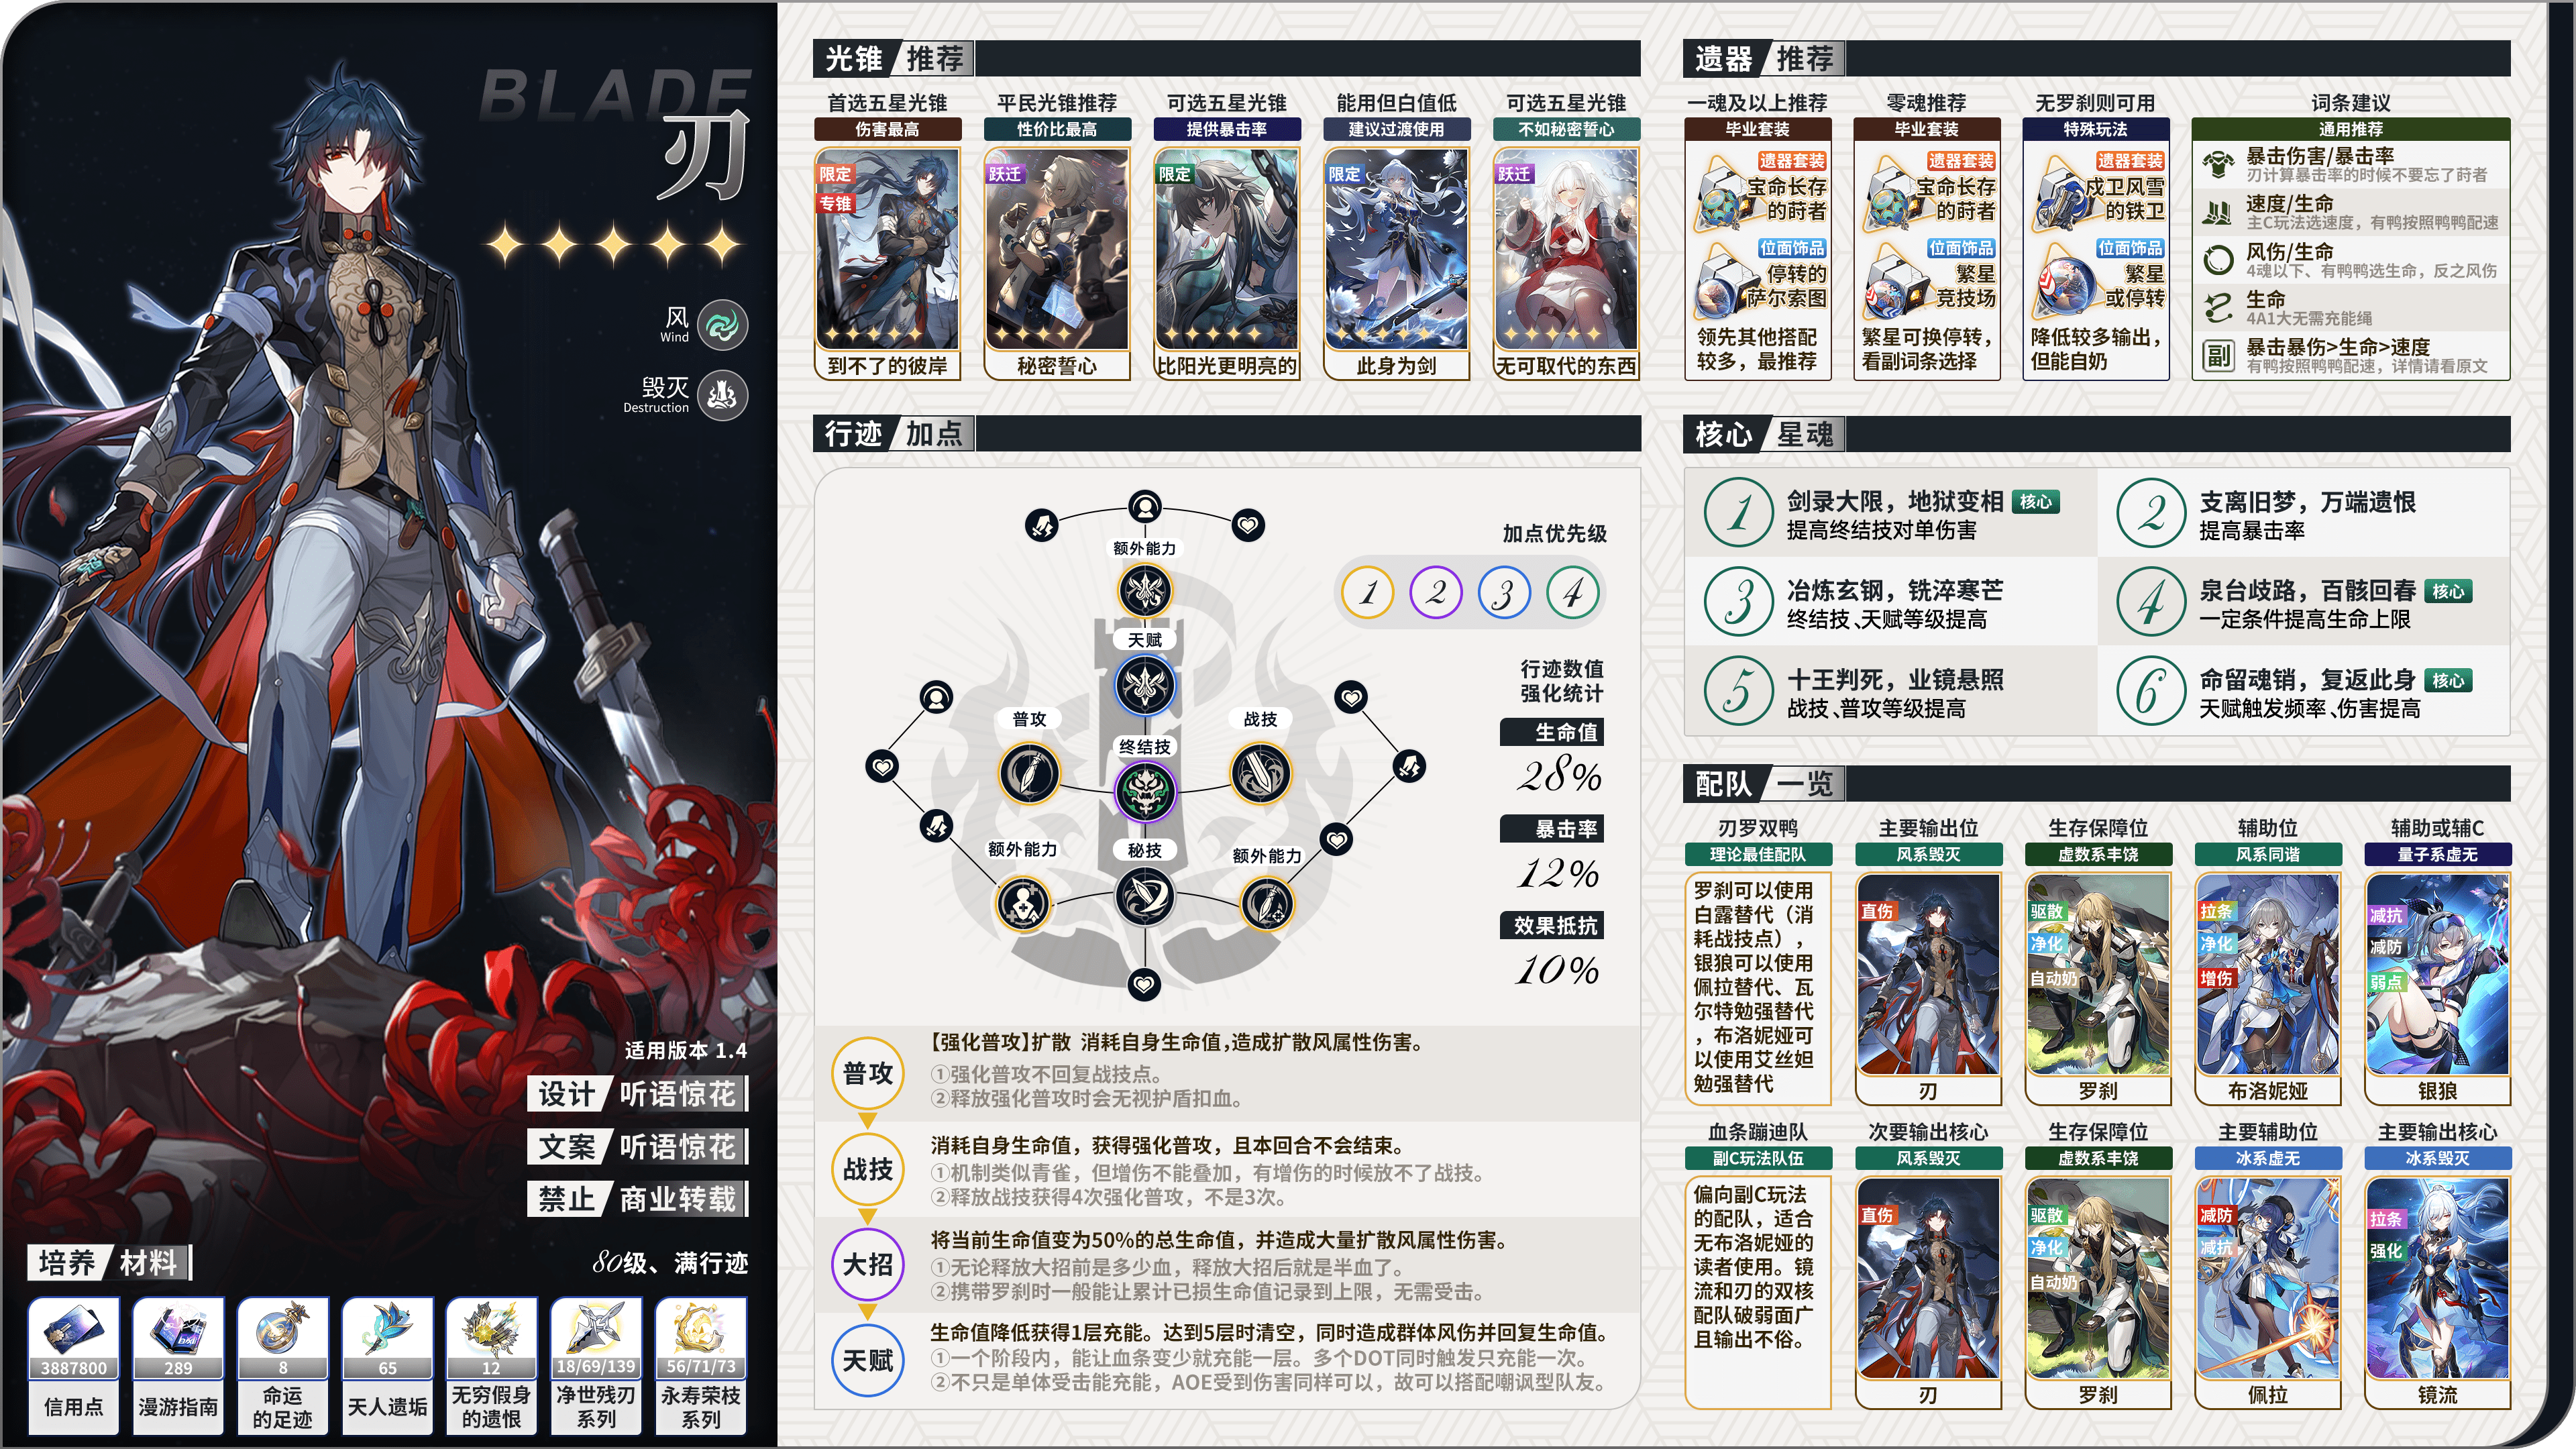 BLADE
刃
风
Wind
毁灭
Destruction
适用版本 1.4
设计 听语惊花
文案 听语惊花
禁止 商业转载
培养 材料
80级、满行迹
3887800
信用点
289
漫游指南
8
命运
的足迹
65
天人遗垢
12
无穷假身
的遗恨
18/69/139
净世残刃
系列
56/71/73
永寿荣枝
系列
光锥 推荐
首选五星光锥
伤害最高
限定
专锥
到不了的彼岸
平民光锥推荐
性价比最高
跃迁
秘密誓心
可选五星光锥
提供暴击率
限定
比阳光更明亮的
能用但白值低
建议过渡使用
限定
此身为剑
可选五星光锥
不如秘密誓心
跃迁
无可取代的东西
行迹 加点
额外能力
天赋
普攻
终结技
战技
额外能力
秘技
额外能力
加点优先级
1 2 3 4
行迹数值
强化统计
生命值
28%
暴击率
12%
效果抵抗
10%
普攻
【强化普攻】扩散 消耗自身生命值,造成扩散风属性伤害。
①强化普攻不回复战技点。
②释放强化普攻时会无视护盾扣血。
战技
消耗自身生命值，获得强化普攻，且本回合不会结束。
①机制类似青雀，但增伤不能叠加，有增伤的时候放不了战技。
②释放战技获得4次强化普攻，不是3次。
大招
将当前生命值变为50%的总生命值，并造成大量扩散风属性伤害。
①无论释放大招前是多少血，释放大招后就是半血了。
②携带罗刹时一般能让累计已损生命值记录到上限，无需受击。
天赋
生命值降低获得1层充能。达到5层时清空，同时造成群体风伤并回复生命值。
①一个阶段内，能让血条变少就充能一层。多个DOT同时触发只充能一次。
②不只是单体受击能充能，AOE受到伤害同样可以，故可以搭配嘲讽型队友。
遗器 推荐
一魂及以上推荐
毕业套装
遗器套装
宝命长存
的莳者
位面饰品
停转的
萨尔索图
领先其他搭配
较多，最推荐
零魂推荐
毕业套装
遗器套装
宝命长存
的莳者
位面饰品
繁星
竞技场
繁星可换停转，
看副词条选择
无罗刹则可用
特殊玩法
遗器套装
戍卫风雪
的铁卫
位面饰品
繁星
或停转
降低较多输出，
但能自奶
词条建议
通用推荐
暴击伤害/暴击率
刃计算暴击率的时候不要忘了莳者
速度/生命
主C玩法选速度，有鸭按照鸭鸭配速
风伤/生命
4魂以下、有鸭鸭选生命，反之风伤
生命
4A1大无需充能绳
副
暴击暴伤>生命>速度
有鸭按照鸭鸭配速，详情请看原文
核心 星魂
1
剑录大限，地狱变相 核心
提高终结技对单伤害
2
支离旧梦，万端遗恨
提高暴击率
3
冶炼玄钢，铣淬寒芒
终结技、天赋等级提高
4
泉台歧路，百骸回春 核心
一定条件提高生命上限
5
十王判死，业镜悬照
战技、普攻等级提高
6
命留魂销，复返此身 核心
天赋触发频率、伤害提高
配队 一览
刃罗双鸭
理论最佳配队
罗刹可以使用
白露替代（消
耗战技点），
银狼可以使用
佩拉替代、瓦
尔特勉强替代
，布洛妮娅可
以使用艾丝妲
勉强替代
主要输出位
风系毁灭
直伤
刃
生存保障位
虚数系丰饶
驱散
净化
自动奶
罗刹
辅助位
风系同谐
拉条
净化
增伤
布洛妮娅
辅助或辅C
量子系虚无
减抗
减防
弱点
银狼
血条蹦迪队
副C玩法队伍
偏向副C玩法
的配队，适合
无布洛妮娅的
读者使用。镜
流和刃的双核
配队破弱面广
且输出不俗。
次要输出核心
风系毁灭
直伤
刃
生存保障位
虚数系丰饶
驱散
净化
自动奶
罗刹
主要辅助位
冰系虚无
减防
减抗
佩拉
主要输出核心
冰系毁灭
拉条
强化
镜流